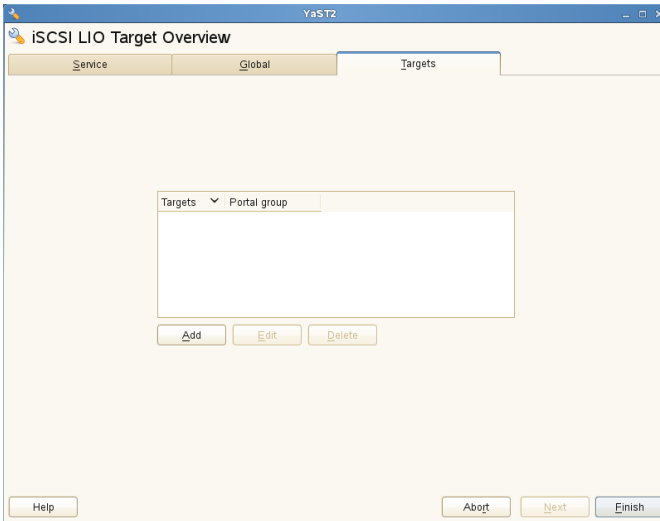 YaST2
iSCSI LIO Target Overview
Service Global Targets
Targets Portal group
Add Edit Delete
Help Abort Next Finish